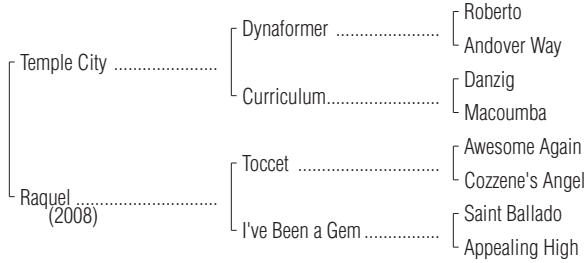 Roberto
Dynaformer ..................
Andover Way
Temple City ......................
Danzig
Curriculum........................
Macoumba
Awesome Again
Toccet ..............................
Cozzene's Angel
Raquel ..............................
(2008)
Saint Ballado
I've Been a Gem ................
Appealing High